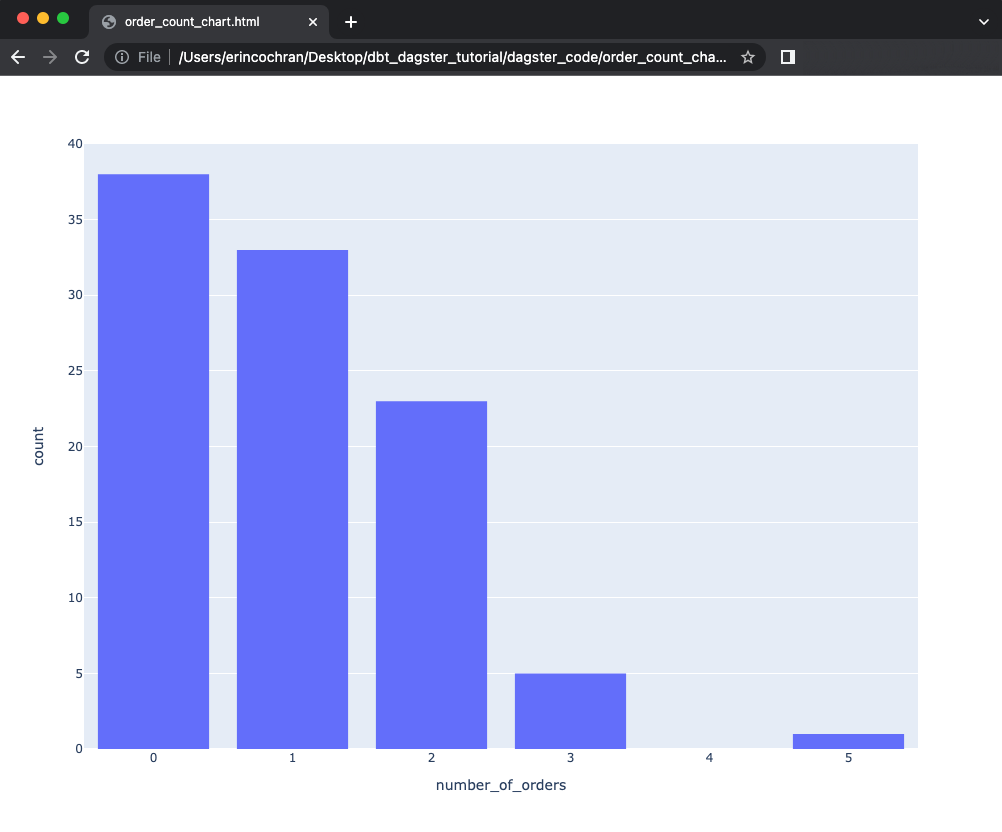 order_count_chart.html
File
/Users/erincochran/Desktop/dbt_dagster_tutorial/dagster_code/order_count_cha...
40
35
30
25
20
15
10
5
0
count
0 1 2 3 4 5
number_of_orders